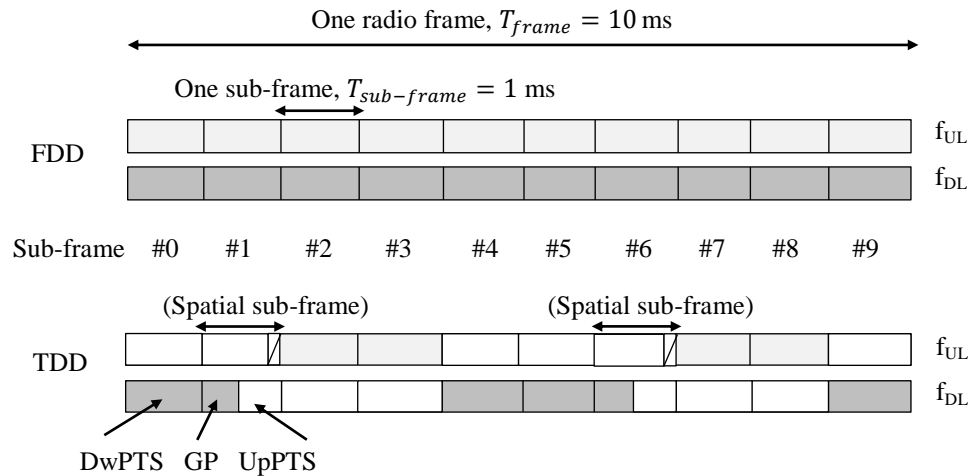 One radio frame, T_frame = 10 ms
One sub-frame, T_sub−frame = 1 ms
FDD
f_UL
f_DL
Sub-frame #0 #1 #2 #3 #4 #5 #6 #7 #8 #9
(Spatial sub-frame) (Spatial sub-frame)
TDD
f_UL
f_DL
DwPTS GP UpPTS